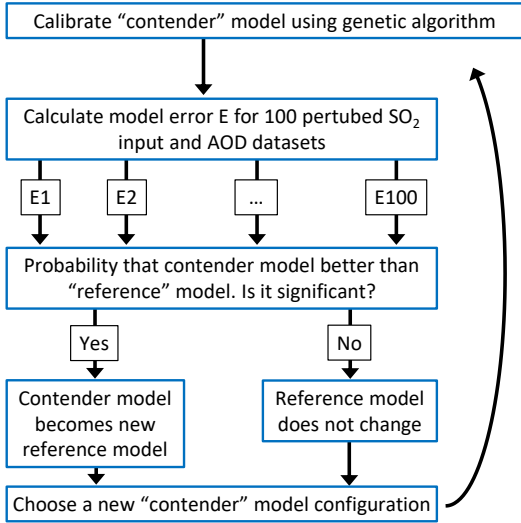 Calibrate “contender” model using genetic algorithm
Calculate model error E for 100 pertubed SO₂
input and AOD datasets
E1
E2
...
E100
Probability that contender model better than
“reference” model. Is it significant?
Yes
No
Contender model
becomes new
reference model
Reference model
does not change
Choose a new “contender” model configuration